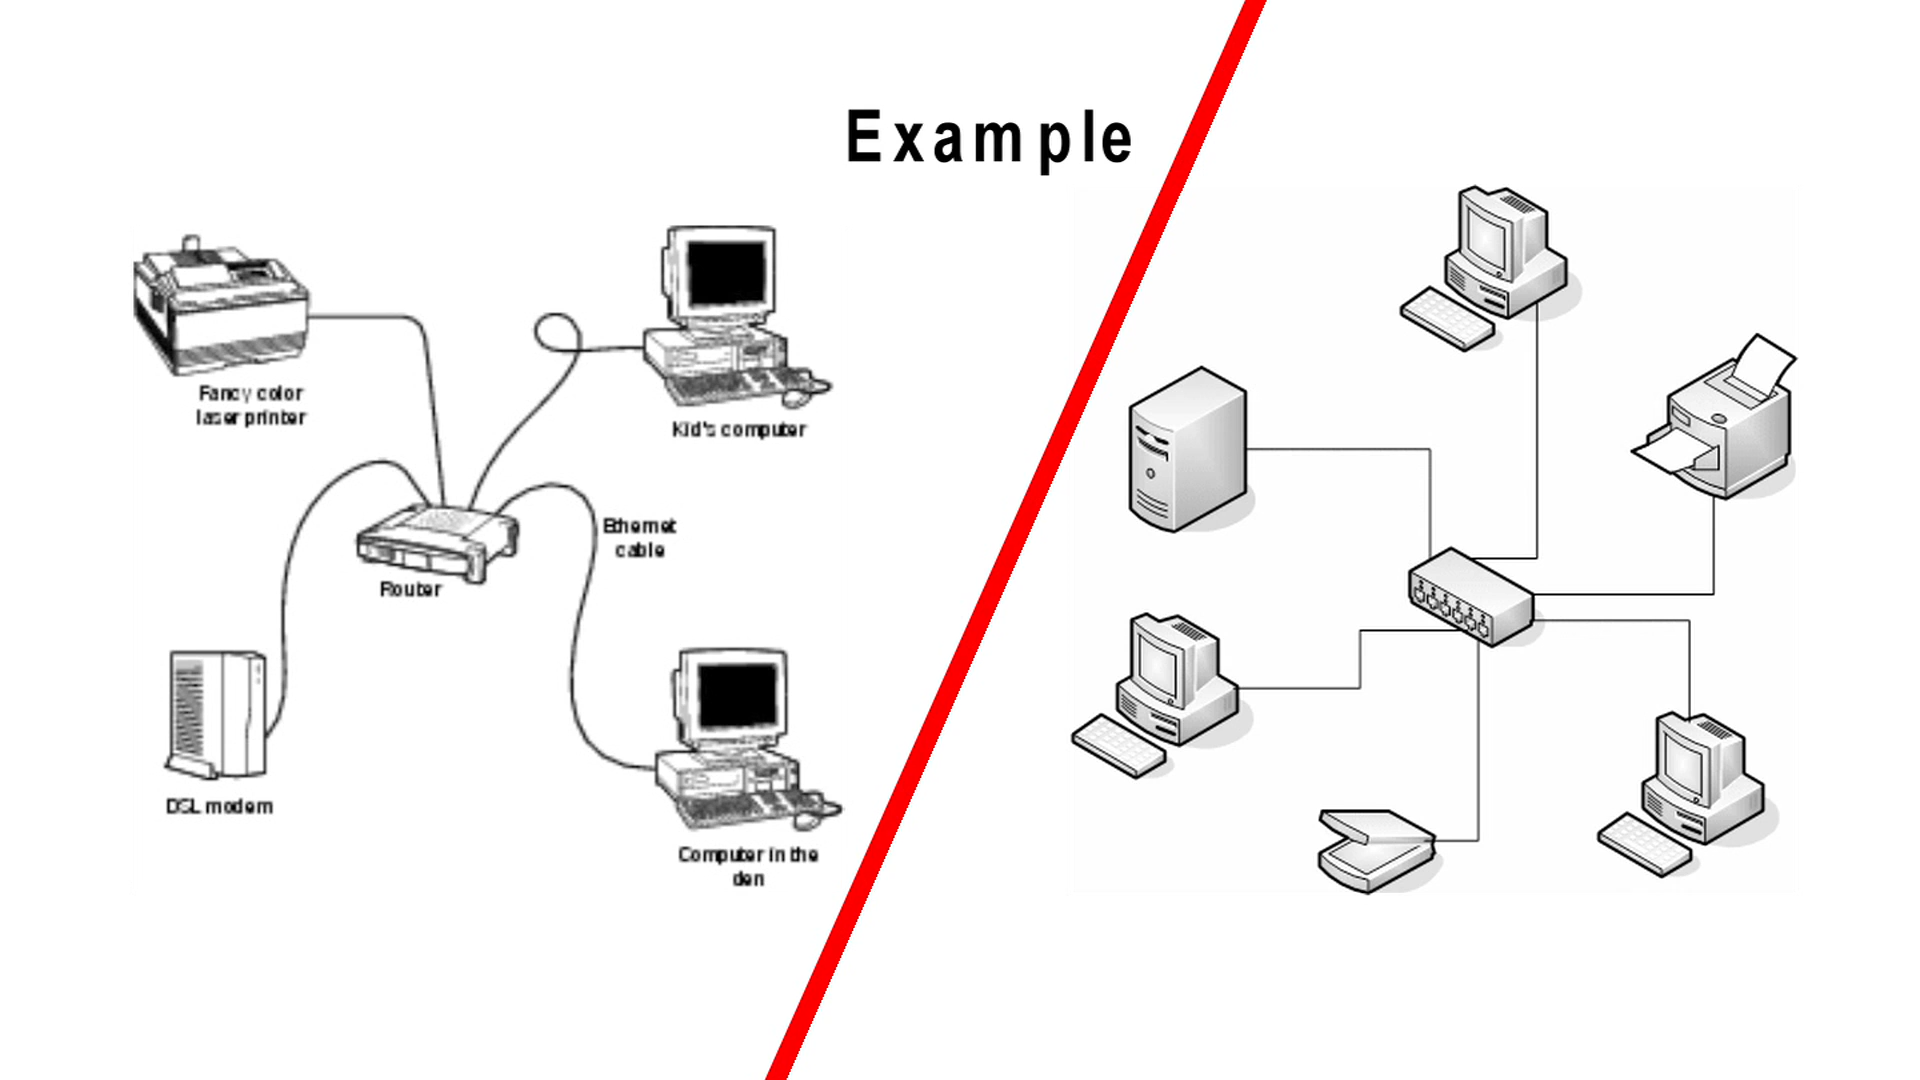 Example
Fancy color
laser printer
Kid's computer
Ethernet
cable
Router
DSL modem
Computer in the
den